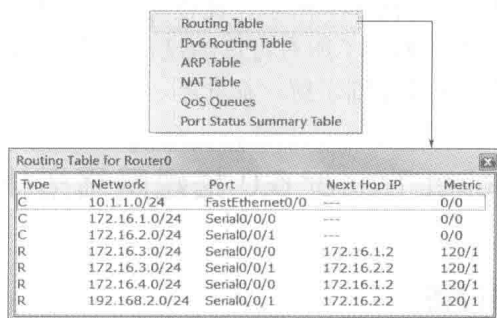 Routing Table
IPv6 Routing Table
ARP Table
NAT Table
QoS Queues
Port Status Summary Table
Routing Table for Router0
Type Network Port Next Hop IP Metric
C 10.1.1.0/24 FastEthernet0/0 --- 0/0
C 172.16.1.0/24 Serial0/0/0 --- 0/0
C 172.16.2.0/24 Serial0/0/1 --- 0/0
R 172.16.3.0/24 Serial0/0/0 172.16.1.2 120/1
R 172.16.3.0/24 Serial0/0/1 172.16.2.2 120/1
R 172.16.4.0/24 Serial0/0/0 172.16.1.2 120/1
R 192.168.2.0/24 Serial0/0/1 172.16.2.2 120/1